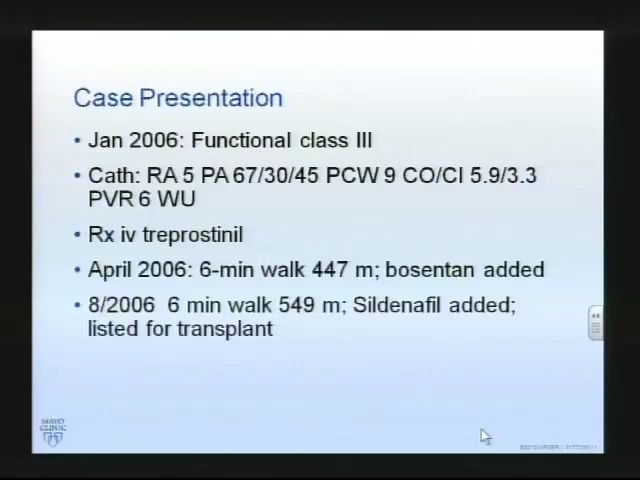 Case Presentation
• Jan 2006: Functional class III
• Cath: RA 5 PA 67/30/45 PCW 9 CO/CI 5.9/3.3
PVR 6 WU
• Rx iv treprostinil
• April 2006: 6-min walk 447 m; bosentan added
• 8/2006 6 min walk 549 m; Sildenafil added;
listed for transplant
MAYO
CLINIC